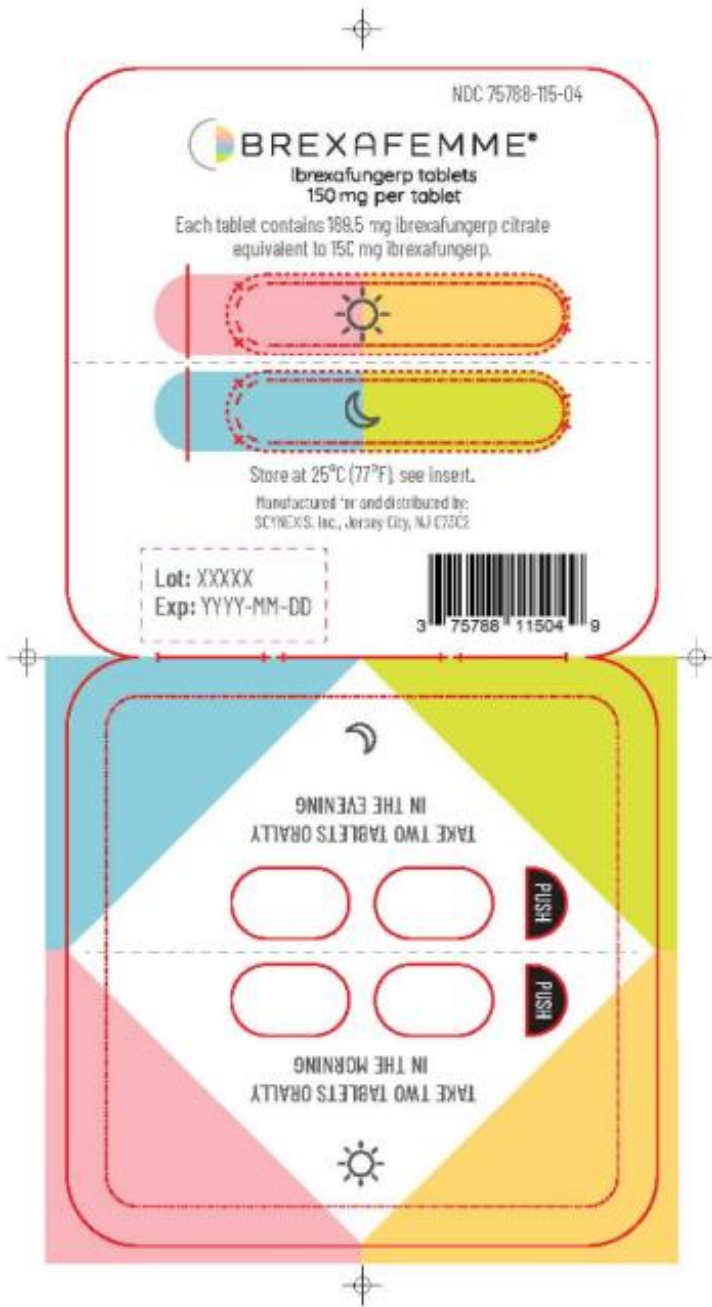 NDC 75788-115-04
BREXAFEMME®
Ibrexafungerp tablets
150 mg per tablet
Each tablet contains 189.5 mg ibrexafungerp citrate
equivalent to 150 mg ibrexafungerp.
Store at 25°C (77°F), see insert.
Manufactured for and distributed by:
SCYNEXIS, Inc., Jersey City, NJ 07302
Lot: XXXXX
Exp: YYYY-MM-DD
3 75788 11504 9
TAKE TWO TABLETS ORALLY
IN THE EVENING
PUSH
PUSH
TAKE TWO TABLETS ORALLY
IN THE MORNING